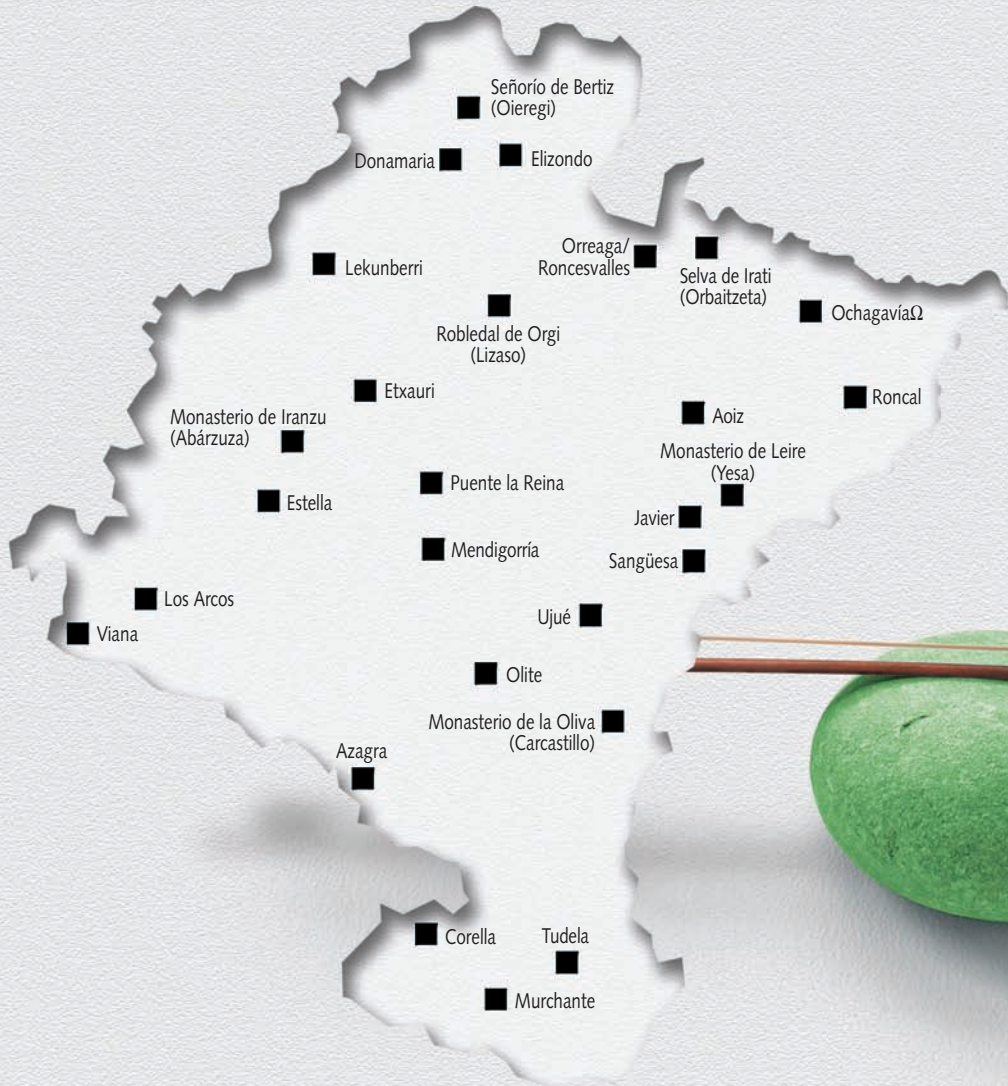 Señorío de Bertiz
(Oieregi)
Donamaria
Elizondo
Orreaga/
Roncesvalles
Selva de Irati
(Orbaitzeta)
Lekunberri
OchagavíaΩ
Robledal de Orgi
(Lizaso)
Etxauri
Roncal
Aoiz
Monasterio de Iranzu
(Abárzuza)
Monasterio de Leire
(Yesa)
Puente la Reina
Estella
Javier
Mendigorría
Sangüesa
Los Arcos
Ujué
Viana
Olite
Monasterio de la Oliva
(Carcastillo)
Azagra
Corella
Tudela
Murchante